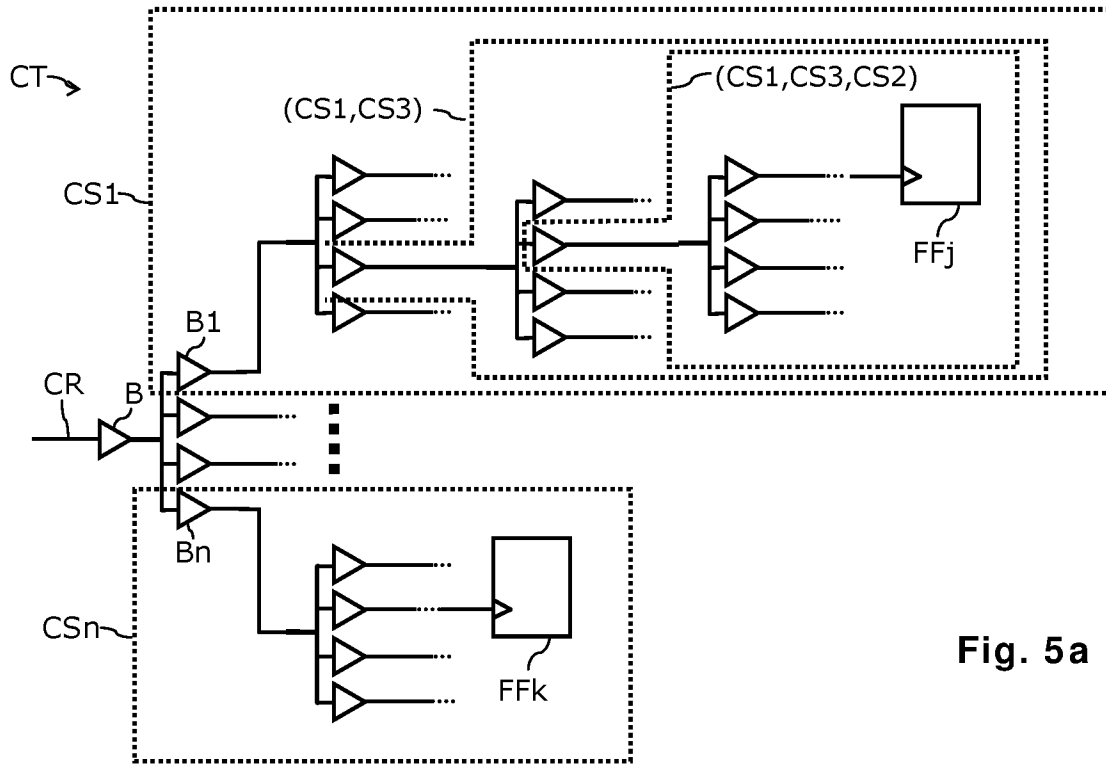 CT
(CS1,CS3)
(CS1,CS3,CS2)
CS1
FFj
B1
CR
B
Bn
CSn
FFk
Fig. 5a